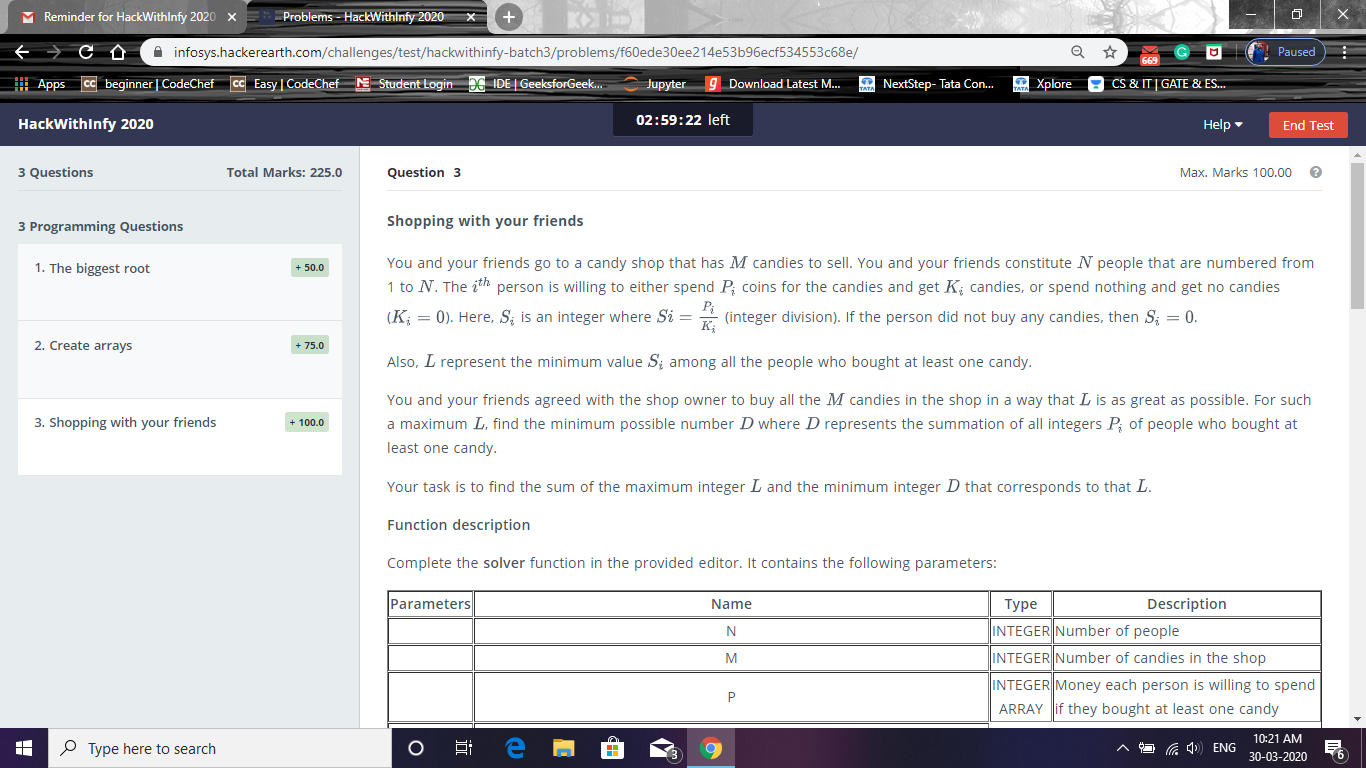 Reminder for HackWithInfy 2020 Problems - HackWithInfy 2020
infosys.hackerearth.com/challenges/test/hackwithinfy-batch3/problems/f60ede30ee214e53b96ecf534553c68e/ 669 G Paused
Apps CC beginner | CodeChef CC Easy | CodeChef NE Student Login IDE | GeeksforGeek... Jupyter g Download Latest M... TATA NextStep- Tata Con... TATA Xplore CS & IT | GATE & ES...
HackWithInfy 2020 02:59:22 left Help End Test
3 Questions Total Marks: 225.0
3 Programming Questions
1. The biggest root + 50.0
2. Create arrays + 75.0
3. Shopping with your friends + 100.0
Question 3 Max. Marks 100.00 ?
Shopping with your friends
You and your friends go to a candy shop that has M candies to sell. You and your friends constitute N people that are numbered from
1 to N. The i^th person is willing to either spend P_i coins for the candies and get K_i candies, or spend nothing and get no candies
(K_i = 0). Here, S_i is an integer where Si = P_i/K_i (integer division). If the person did not buy any candies, then S_i = 0.
Also, L represent the minimum value S_i among all the people who bought at least one candy.
You and your friends agreed with the shop owner to buy all the M candies in the shop in a way that L is as great as possible. For such
a maximum L, find the minimum possible number D where D represents the summation of all integers P_i of people who bought at
least one candy.
Your task is to find the sum of the maximum integer L and the minimum integer D that corresponds to that L.
Function description
Complete the solver function in the provided editor. It contains the following parameters:
Parameters Name Type Description
N INTEGER Number of people
M INTEGER Number of candies in the shop
P INTEGER ARRAY Money each person is willing to spend
if they bought at least one candy
Type here to search 3 ENG 10:21 AM
30-03-2020 6